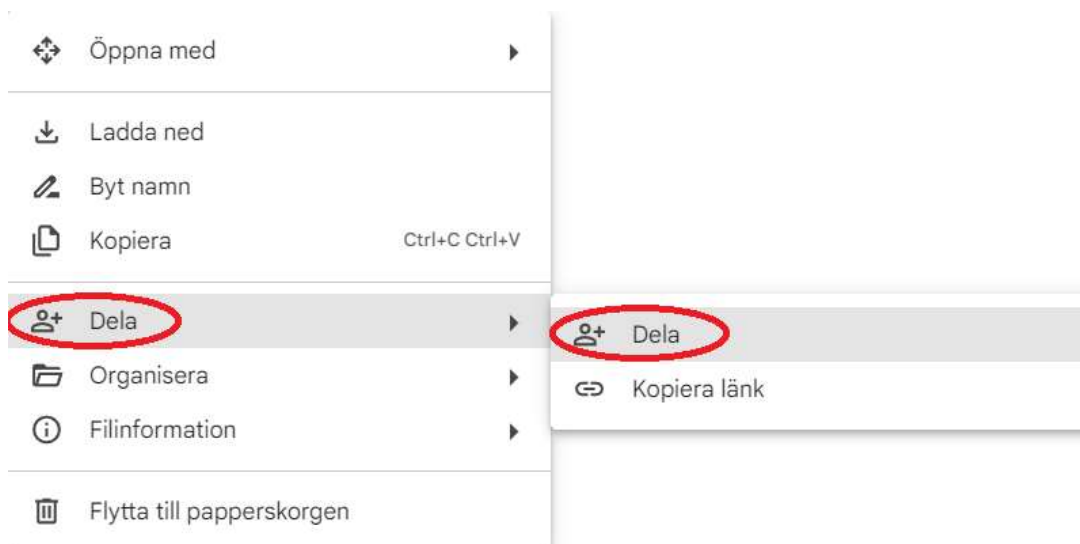 Öppna med
Ladda ned
Byt namn
Kopiera Ctrl+C Ctrl+V
Dela
Organisera
Filinformation
Flytta till papperskorgen
Dela
Kopiera länk